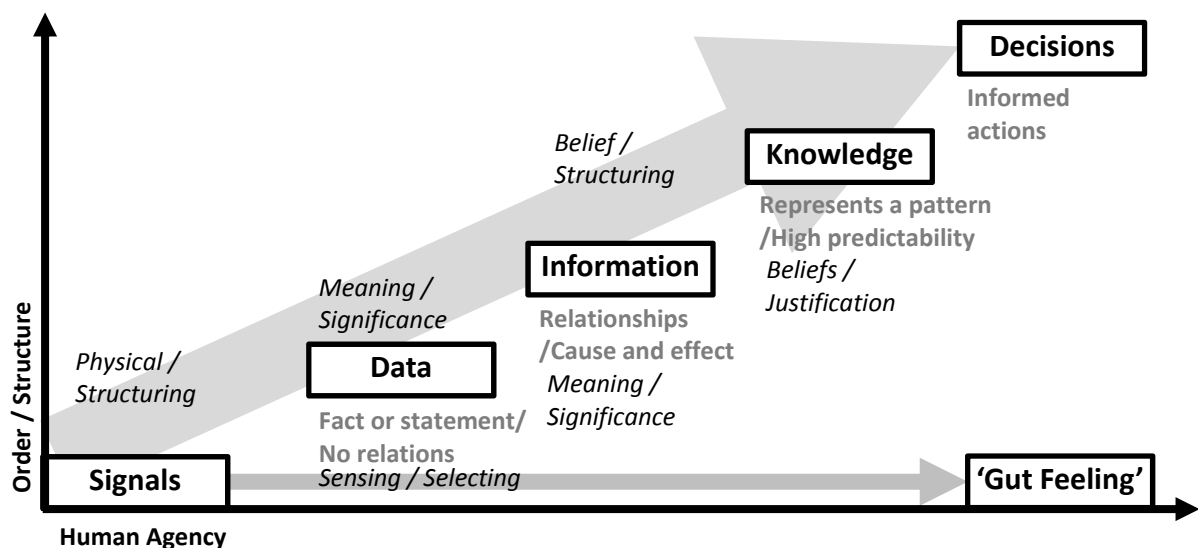 Decisions
Informed
actions
Belief /
Structuring
Knowledge
Represents a pattern
/High predictability
Beliefs /
Justification
Information
Relationships
/Cause and effect
Meaning /
Significance
Meaning /
Significance
Data
Fact or statement/
No relations
Sensing / Selecting
Physical /
Structuring
Order / Structure
Signals
‘Gut Feeling’
Human Agency